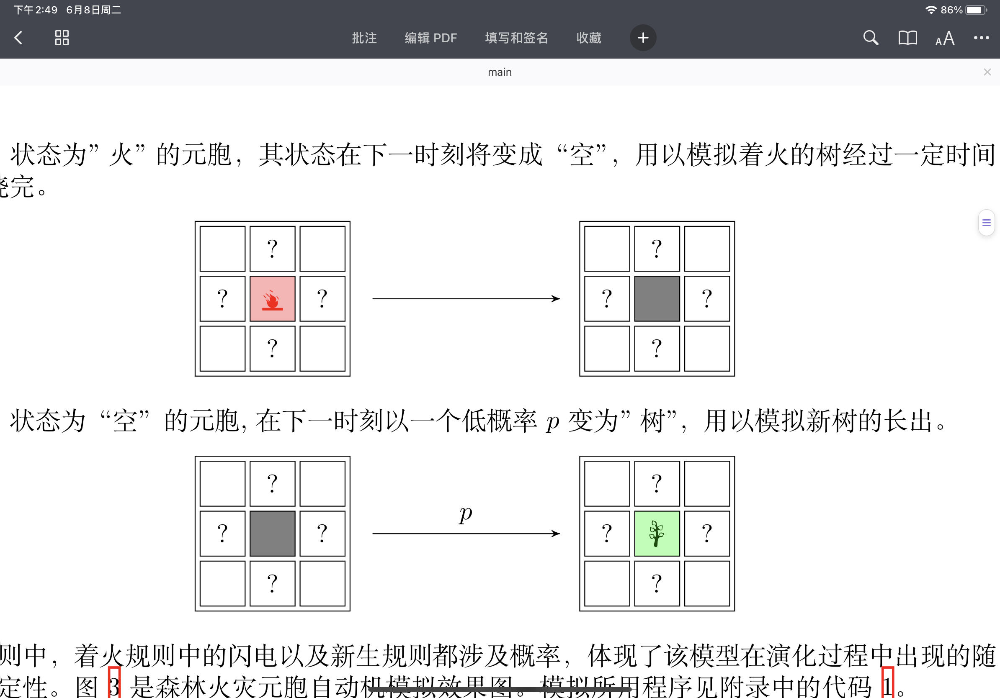 下午2:49 6月8日周二
86%
批注 编辑 PDF 填写和签名 收藏
AA
main
状态为” 火” 的元胞，其状态在下一时刻将变成 “空”，用以模拟着火的树经过一定时间
完。
?
? ?
?
?
? ?
?
状态为 “空” 的元胞, 在下一时刻以一个低概率 p 变为” 树”，用以模拟新树的长出。
?
? ?
?
p
?
? ?
?
则中，着火规则中的闪电以及新生规则都涉及概率，体现了该模型在演化过程中出现的随
定性。图 3 是森林火灾元胞自动机模拟效果图。模拟所用程序见附录中的代码 1。